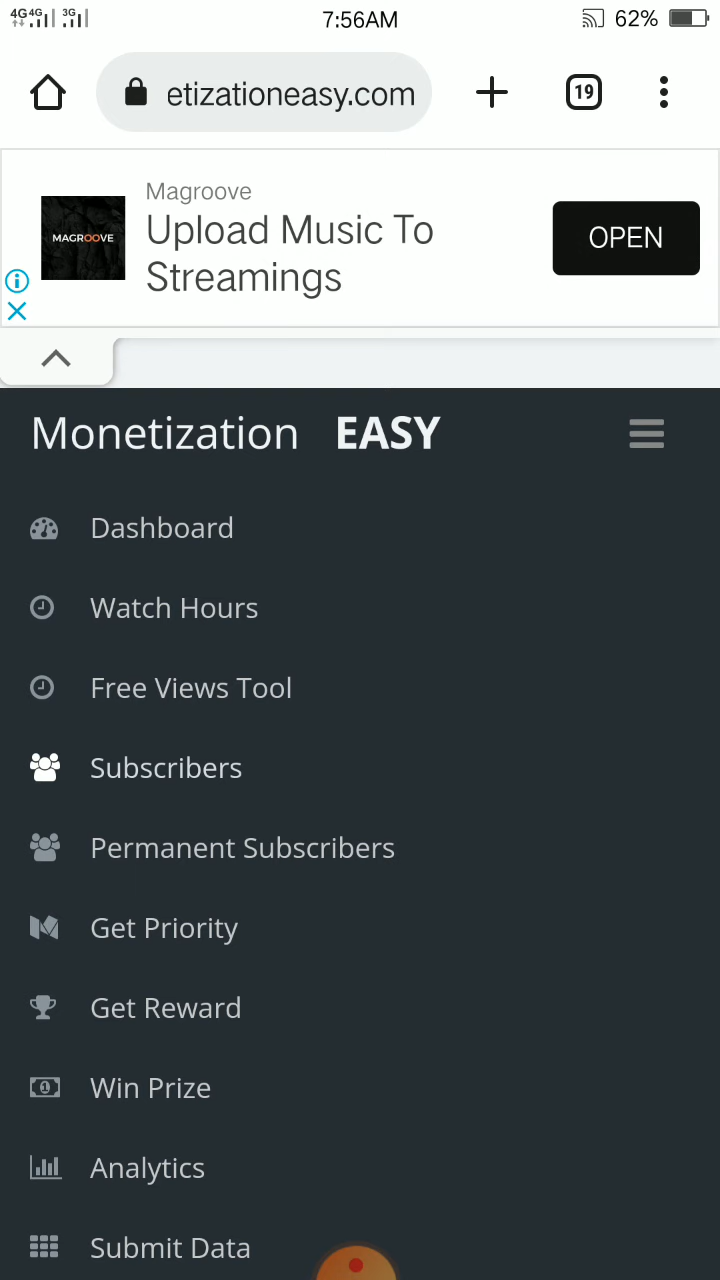 4G 4G 3G 7:56AM 62%
etizationeasy.com 19
Magroove
MAGROOVE
Upload Music To
Streamings
OPEN
Monetization EASY
Dashboard
Watch Hours
Free Views Tool
Subscribers
Permanent Subscribers
Get Priority
Get Reward
Win Prize
Analytics
Submit Data